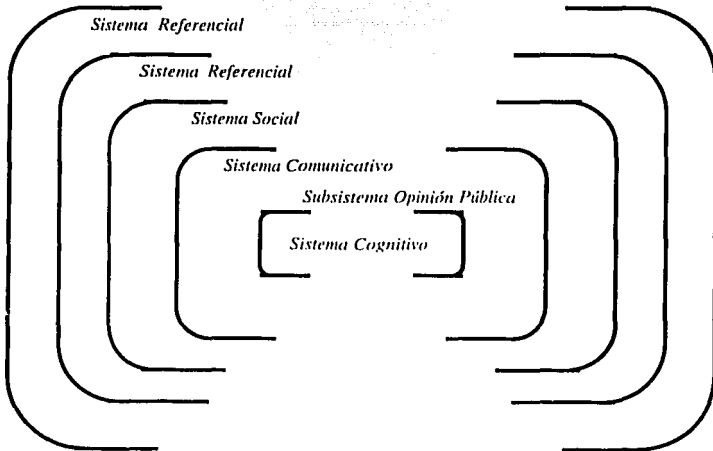 Sistema Referencial
Sistema Referencial
Sistema Social
Sistema Comunicativo
Subsistema Opinión Pública
Sistema Cognitivo